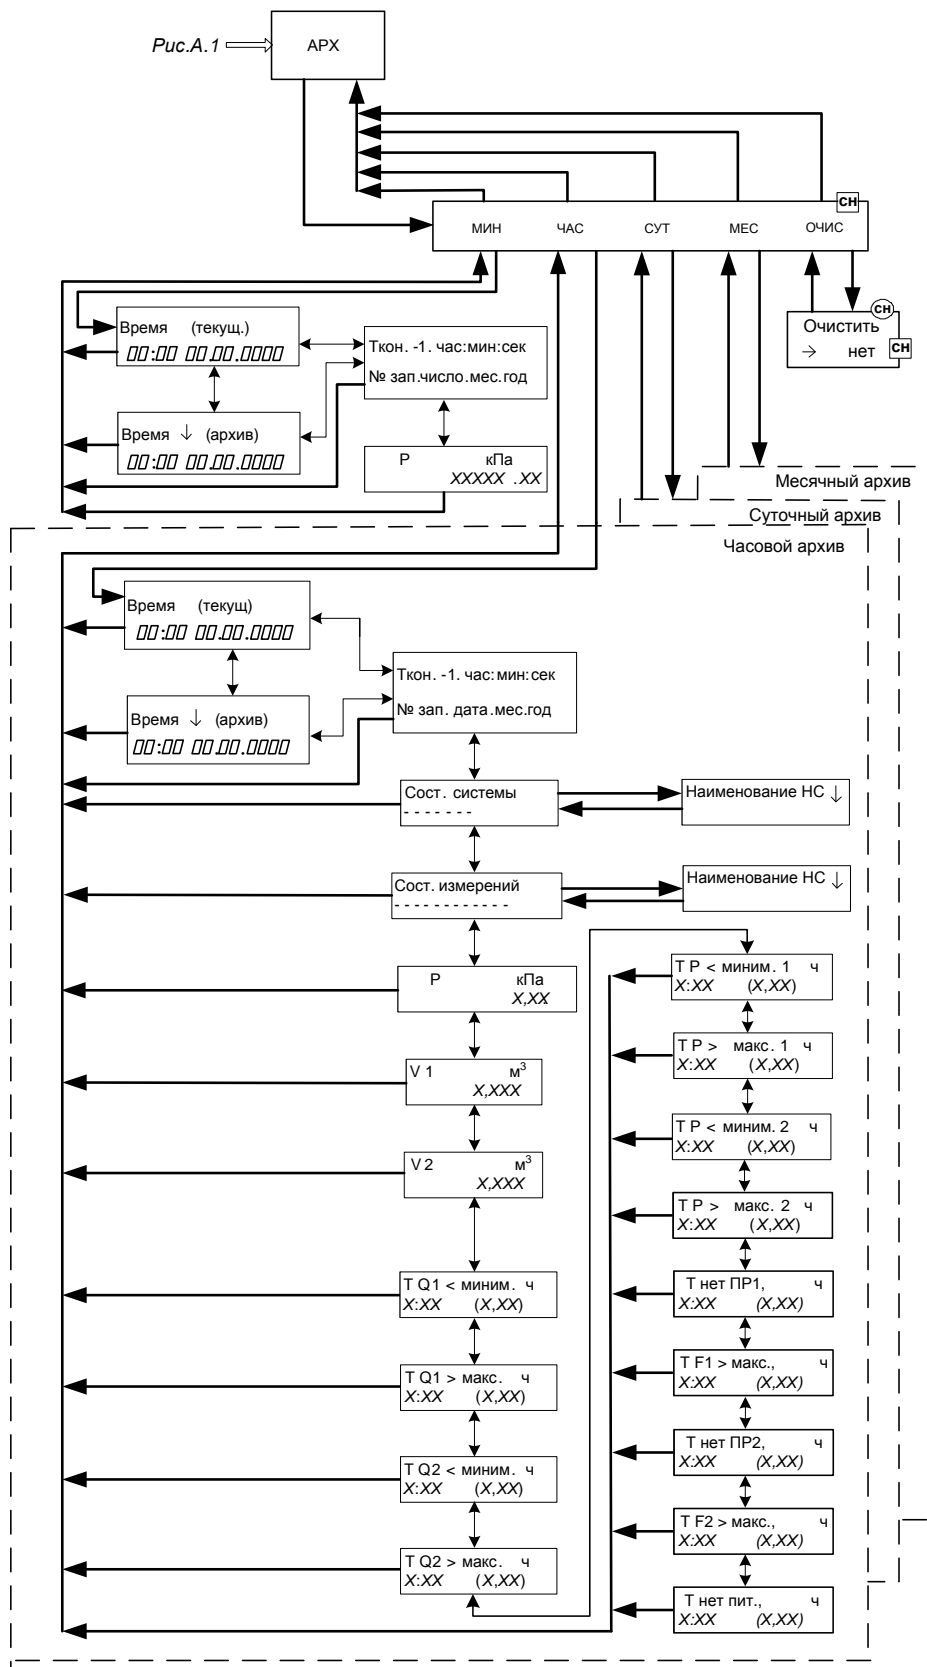 Рис.А.1
АРХ
СН
МИН ЧАС СУТ МЕС ОЧИС
СН
Очистить
→ нет СН
Время (текущ.)
00:00 00.00.0000
Ткон. -1. час:мин:сек
№ зап.число.мес.год
Время ↓ (архив)
00:00 00.00.0000
Р кПа
XXXXX .XX
Месячный архив
Суточный архив
Часовой архив
Время (текущ)
00:00 00.00.0000
Ткон. -1. час:мин:сек
№ зап. дата.мес.год
Время ↓ (архив)
00:00 00.00.0000
Сост. системы
- - - - - - -
Наименование НС ↓
Сост. измерений
- - - - - - - - - - - -
Наименование НС ↓
Р кПа
X,XX
V 1 м³
X,XXX
V 2 м³
X,XXX
Т Q1 < миним. ч
X:XX (X,XX)
Т Q1 > макс. ч
X:XX (X,XX)
Т Q2 < миним. ч
X:XX (X,XX)
Т Q2 > макс. ч
X:XX (X,XX)
Т Р < миним. 1 ч
X:XX (X,XX)
Т Р > макс. 1 ч
X:XX (X,XX)
Т Р < миним. 2 ч
X:XX (X,XX)
Т Р > макс. 2 ч
X:XX (X,XX)
Т нет ПР1, ч
X:XX (X,XX)
Т F1 > макс., ч
X:XX (X,XX)
Т нет ПР2, ч
X:XX (X,XX)
Т F2 > макс., ч
X:XX (X,XX)
Т нет пит., ч
X:XX (X,XX)